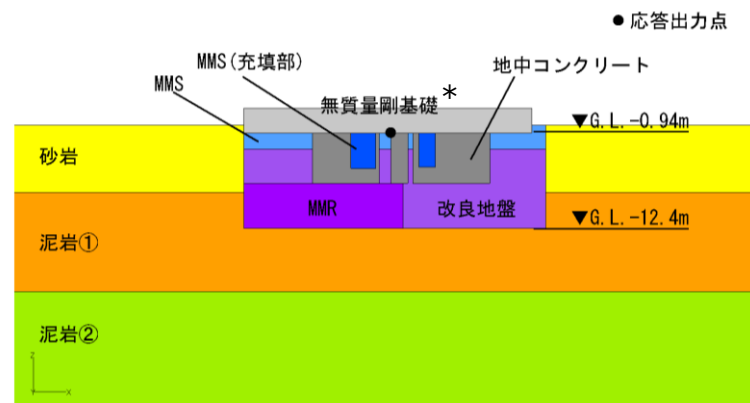 ● 応答出力点
MMS(充填部)
地中コンクリート
MMS
無質量剛基礎*
▼G.L.-0.94m
砂岩
MMR
改良地盤
▼G.L.-12.4m
泥岩①
泥岩②
Z
X